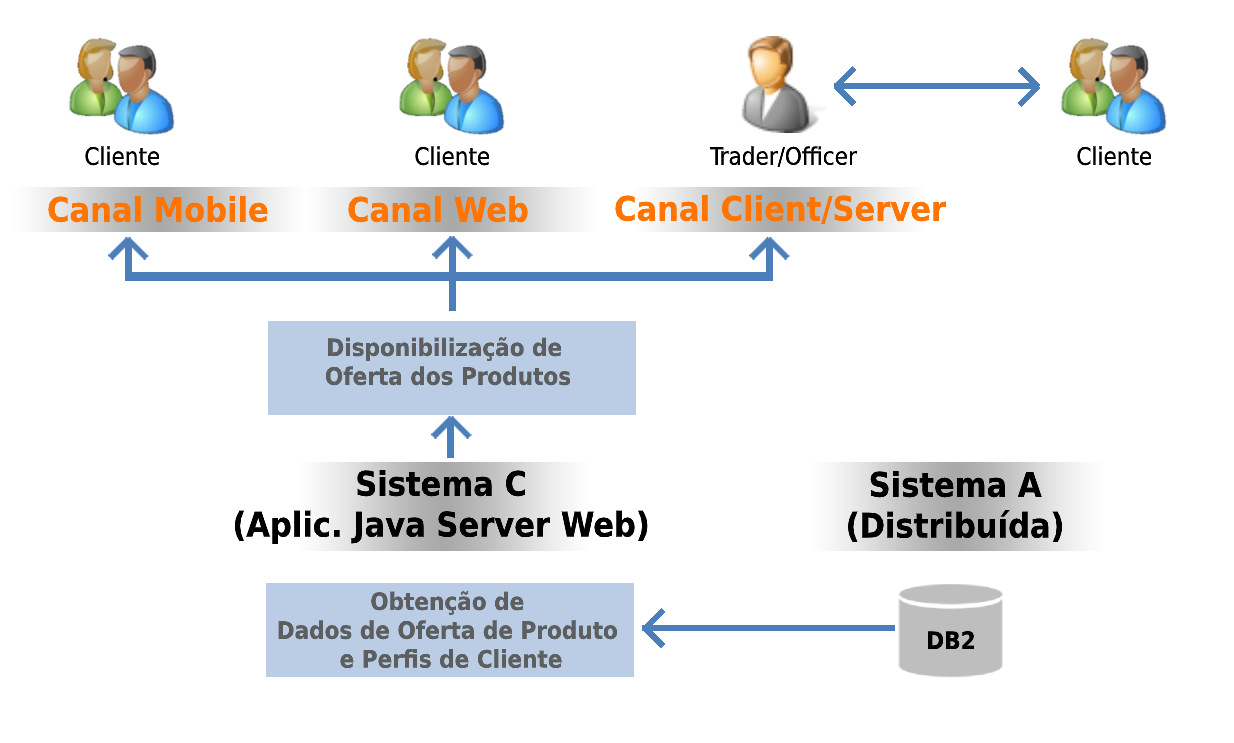 Cliente
Cliente
Trader/Officer
Cliente
Canal Mobile
Canal Web
Canal Client/Server
Disponibilização de
Oferta dos Produtos
Sistema C
(Aplic. Java Server Web)
Sistema A
(Distribuída)
Obtenção de
Dados de Oferta de Produto
e Perfis de Cliente
DB2